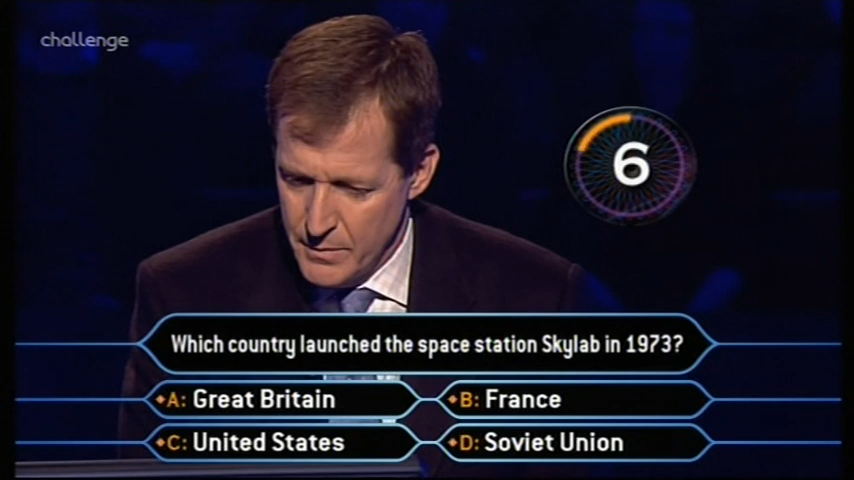 challenge
6
Which country launched the space station Skylab in 1973?
A: Great Britain
B: France
C: United States
D: Soviet Union